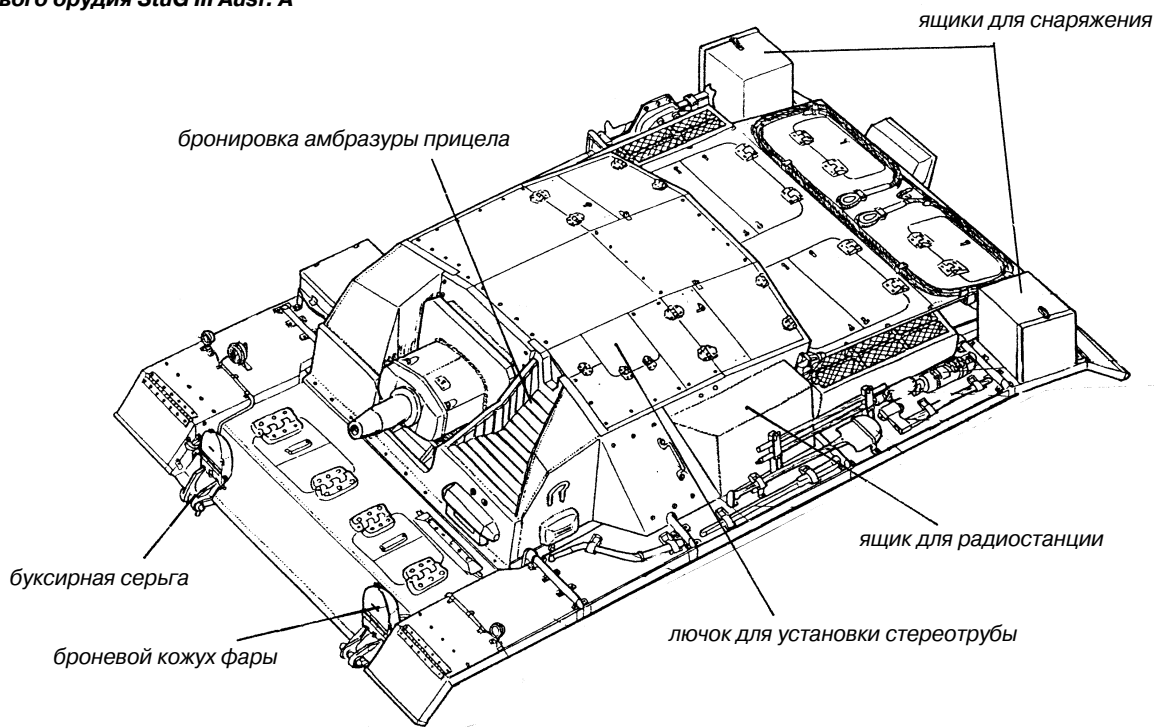 вого орудия StuG III Ausf. A
ящики для снаряжения
бронировка амбразуры прицела
ящик для радиостанции
буксирная серьга
лючок для установки стереотрубы
броневой кожух фары